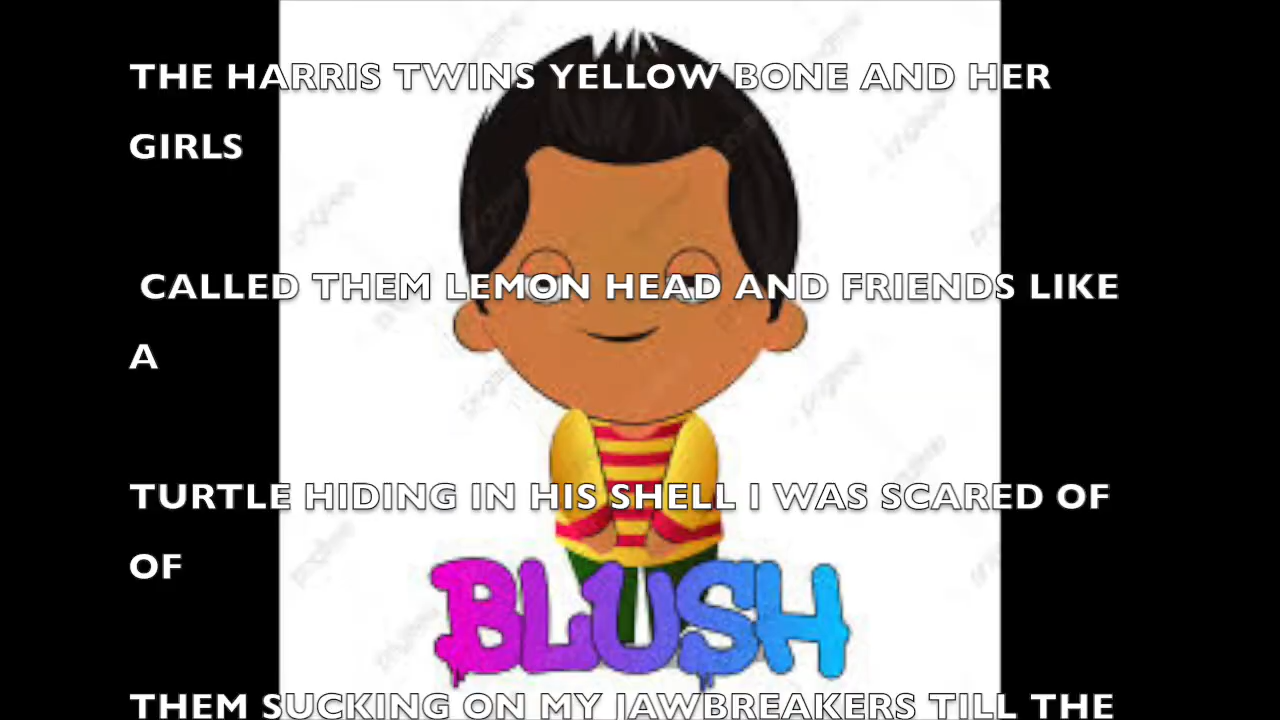 THE HARRIS TWINS YELLOW BONE AND HER
GIRLS
CALLED THEM LEMON HEAD AND FRIENDS LIKE
A
TURTLE HIDING IN HIS SHELL I WAS SCARED OF
OF
BLUSH
THEM SUCKING ON MY JAWBREAKERS TILL THE